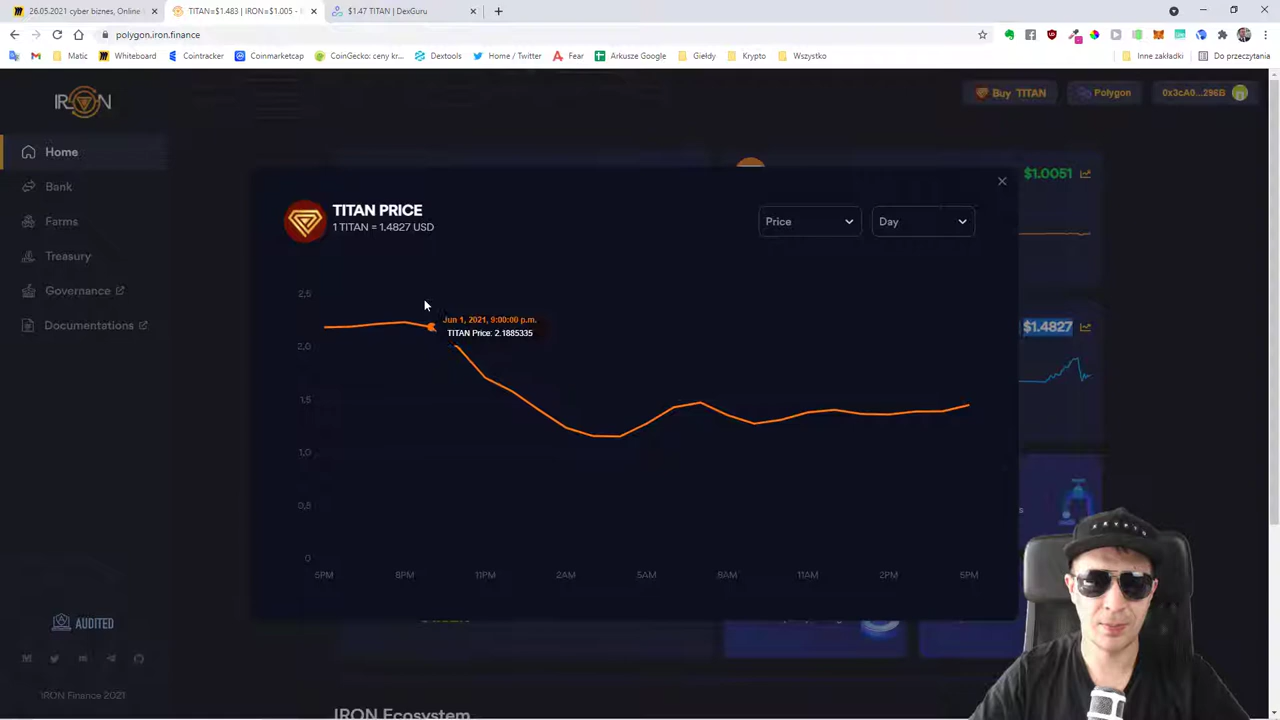 26.05.2021 cyber biznes, Online
TITAN=$1.483 | IRON=$1.005 -
$1.47 TITAN | DexGuru
polygon.iron.finance
Matic
Whiteboard
Cointracker
Coinmarketcap
CoinGecko: ceny kr...
Dextools
Home / Twitter
Fear
Arkusze Google
Giełdy
Krypto
Wszystko
Inne zakładki
Do przeczytania
IRON
Buy TITAN
Polygon
0x3cA0...296B
Home
Bank
Farms
Treasury
Governance
Documentations
AUDITED
IRON Finance 2021
TITAN PRICE
1 TITAN = 1.4827 USD
Price
Day
$1.0051
$1.4827
Jun 1, 2021, 9:00:00 p.m.
TITAN Price: 2.1885335
2,5
2,0
1,5
1,0
0,5
0
5PM 8PM 11PM 2AM 5AM 8AM 11AM 2PM 5PM
IRON Ecosystem